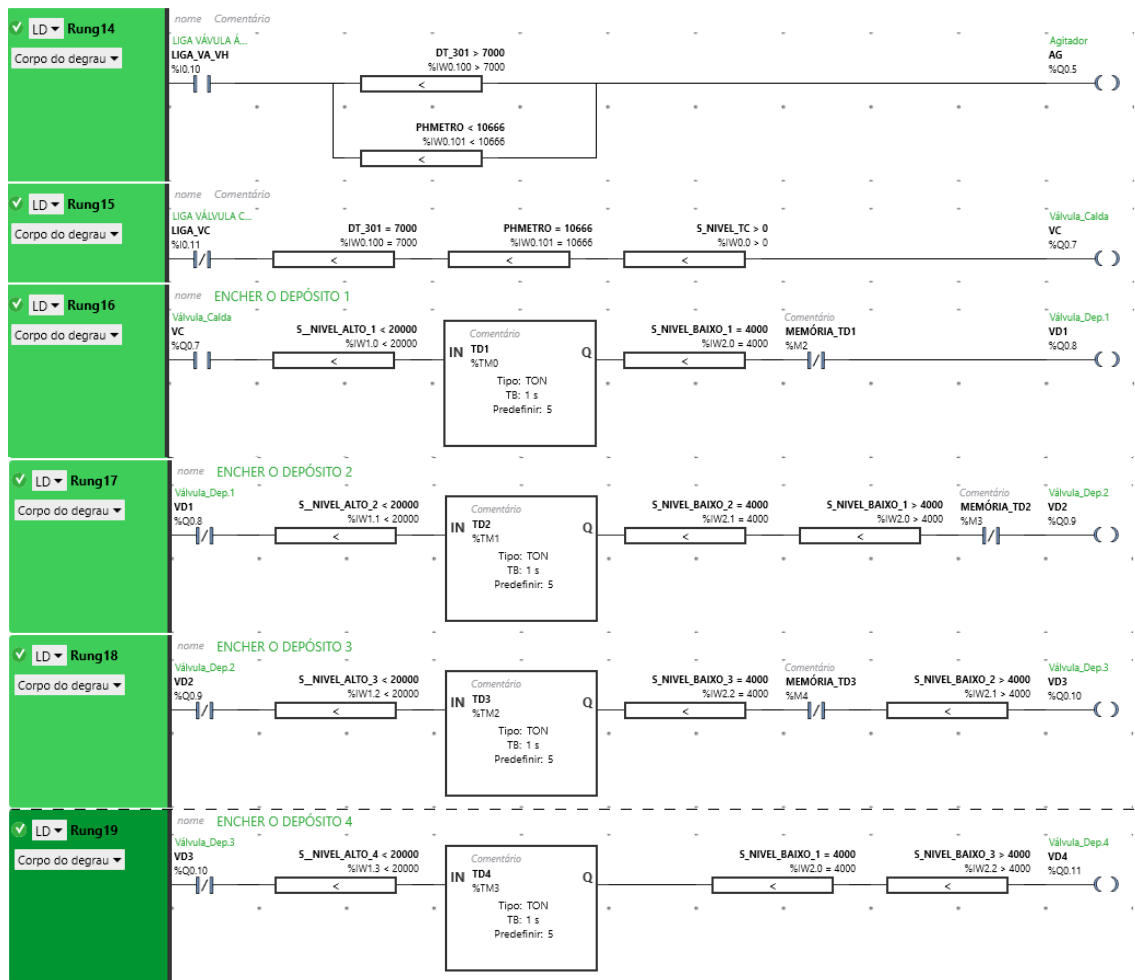 nome Comentário
LD Rung14
LIGA VÁVULA Á...
LIGA_VA_VH
%I0.10
Corpo do degrau
DT_301 > 7000
%IW0.100 > 7000
<
Agitador
AG
%Q0.5
PHMETRO < 10666
%IW0.101 < 10666
<
nome Comentário
LD Rung15
LIGA VÁLVULA C...
LIGA_VC
%I0.11
Corpo do degrau
DT_301 = 7000
%IW0.100 = 7000
<
PHMETRO = 10666
%IW0.101 = 10666
<
S_NIVEL_TC > 0
%IW0.0 > 0
<
Válvula_Calda
VC
%Q0.7
nome ENCHER O DEPÓSITO 1
LD Rung16
Válvula_Calda
VC
%Q0.7
Corpo do degrau
S__NIVEL_ALTO_1 < 20000
%IW1.0 < 20000
<
Comentário
IN TD1 Q
%TM0
Tipo: TON
TB: 1 s
Predefinir: 5
S_NIVEL_BAIXO_1 = 4000
%IW2.0 = 4000
<
Comentário
MEMÓRIA_TD1
%M2
Válvula_Dep.1
VD1
%Q0.8
nome ENCHER O DEPÓSITO 2
LD Rung17
Válvula_Dep.1
VD1
%Q0.8
Corpo do degrau
S__NIVEL_ALTO_2 < 20000
%IW1.1 < 20000
<
Comentário
IN TD2 Q
%TM1
Tipo: TON
TB: 1 s
Predefinir: 5
S_NIVEL_BAIXO_2 = 4000
%IW2.1 = 4000
<
S_NIVEL_BAIXO_1 > 4000
%IW2.0 > 4000
<
Comentário
MEMÓRIA_TD2
%M3
Válvula_Dep.2
VD2
%Q0.9
nome ENCHER O DEPÓSITO 3
LD Rung18
Válvula_Dep.2
VD2
%Q0.9
Corpo do degrau
S__NIVEL_ALTO_3 < 20000
%IW1.2 < 20000
<
Comentário
IN TD3 Q
%TM2
Tipo: TON
TB: 1 s
Predefinir: 5
S_NIVEL_BAIXO_3 = 4000
%IW2.2 = 4000
<
Comentário
MEMÓRIA_TD3
%M4
S_NIVEL_BAIXO_2 > 4000
%IW2.1 > 4000
<
Válvula_Dep.3
VD3
%Q0.10
nome ENCHER O DEPÓSITO 4
LD Rung19
Válvula_Dep.3
VD3
%Q0.10
Corpo do degrau
S__NIVEL_ALTO_4 < 20000
%IW1.3 < 20000
<
Comentário
IN TD4 Q
%TM3
Tipo: TON
TB: 1 s
Predefinir: 5
S_NIVEL_BAIXO_1 = 4000
%IW2.0 = 4000
<
S_NIVEL_BAIXO_3 > 4000
%IW2.2 > 4000
<
Válvula_Dep.4
VD4
%Q0.11